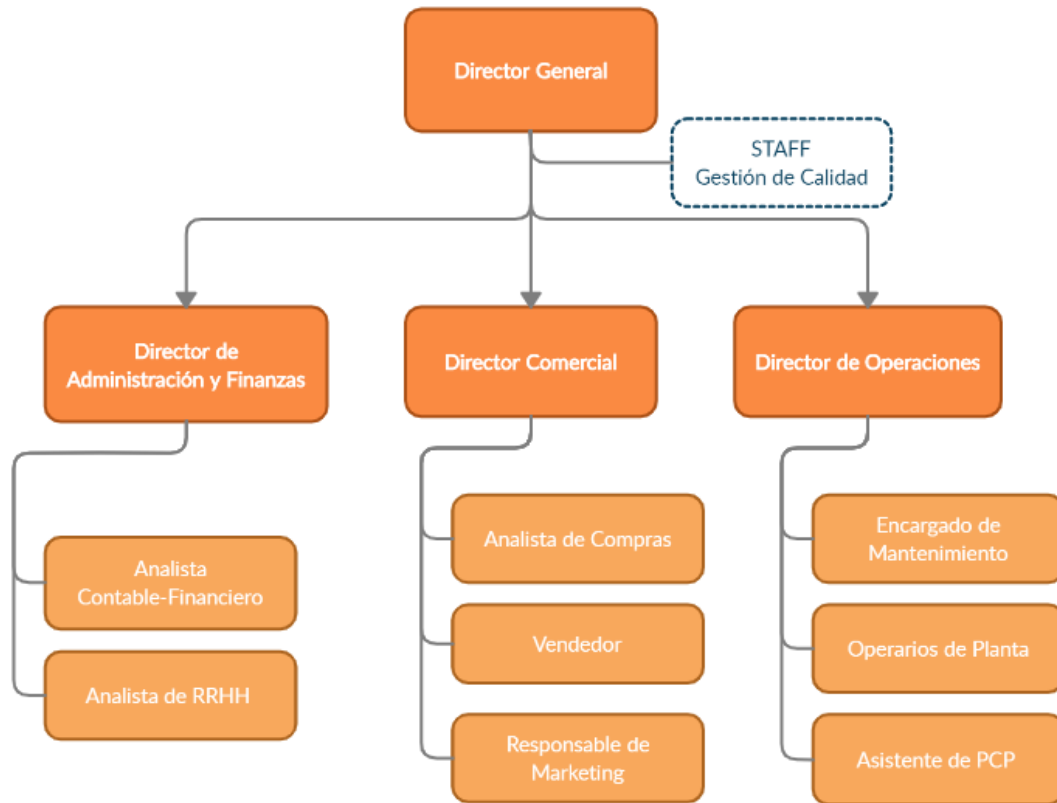 Director General
STAFF
Gestión de Calidad
Director de
Administración y Finanzas
Director Comercial
Director de Operaciones
Analista
Contable-Financiero
Analista de RRHH
Analista de Compras
Vendedor
Responsable de
Marketing
Encargado de
Mantenimiento
Operarios de Planta
Asistente de PCP